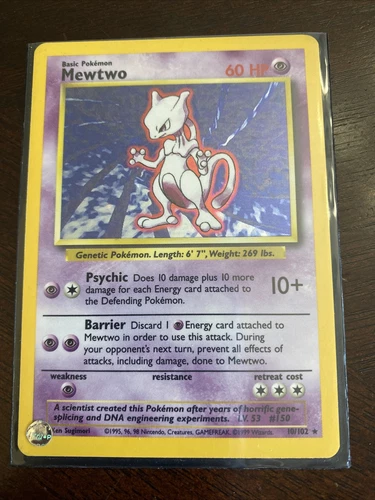 Basic Pokémon
Mewtwo 60 HP
Genetic Pokémon. Length: 6' 7", Weight: 269 lbs.
Psychic Does 10 damage plus 10 more
damage for each Energy card attached to
the Defending Pokémon.
10+
Barrier Discard 1 Energy card attached to
Mewtwo in order to use this attack. During
your opponent's next turn, prevent all effects of
attacks, including damage, done to Mewtwo.
weakness resistance retreat cost
A scientist created this Pokémon after years of horrific gene-
splicing and DNA engineering experiments. LV. 53 #150
Ken Sugimori ©1995, 96, 98 Nintendo, Creatures, GAMEFREAK. ©1999 Wizards. 10/102